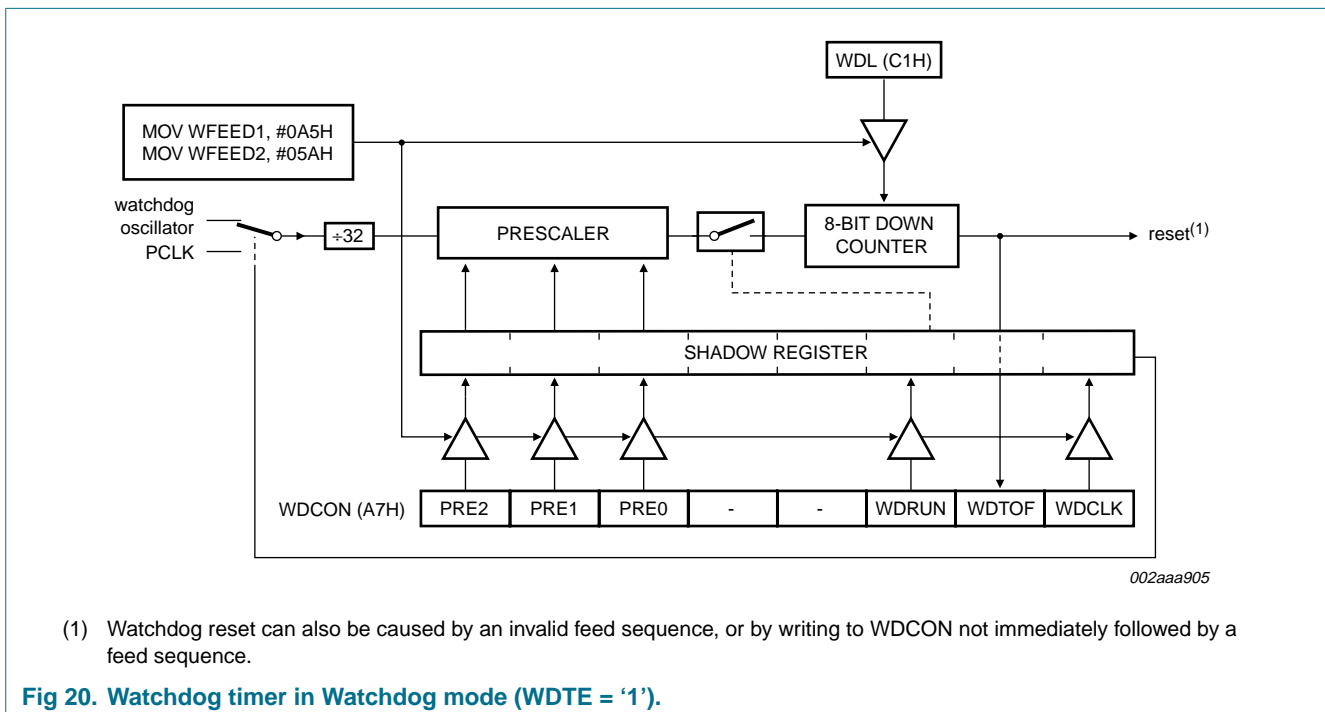 WDL (C1H)
MOV WFEED1, #0A5H
MOV WFEED2, #05AH
watchdog
oscillator
PCLK
÷32
PRESCALER
8-BIT DOWN
COUNTER
reset(1)
SHADOW REGISTER
WDCON (A7H)
PRE2
PRE1
PRE0
-
-
WDRUN
WDTOF
WDCLK
002aaa905
(1) Watchdog reset can also be caused by an invalid feed sequence, or by writing to WDCON not immediately followed by a
feed sequence.
Fig 20. Watchdog timer in Watchdog mode (WDTE = ‘1’).